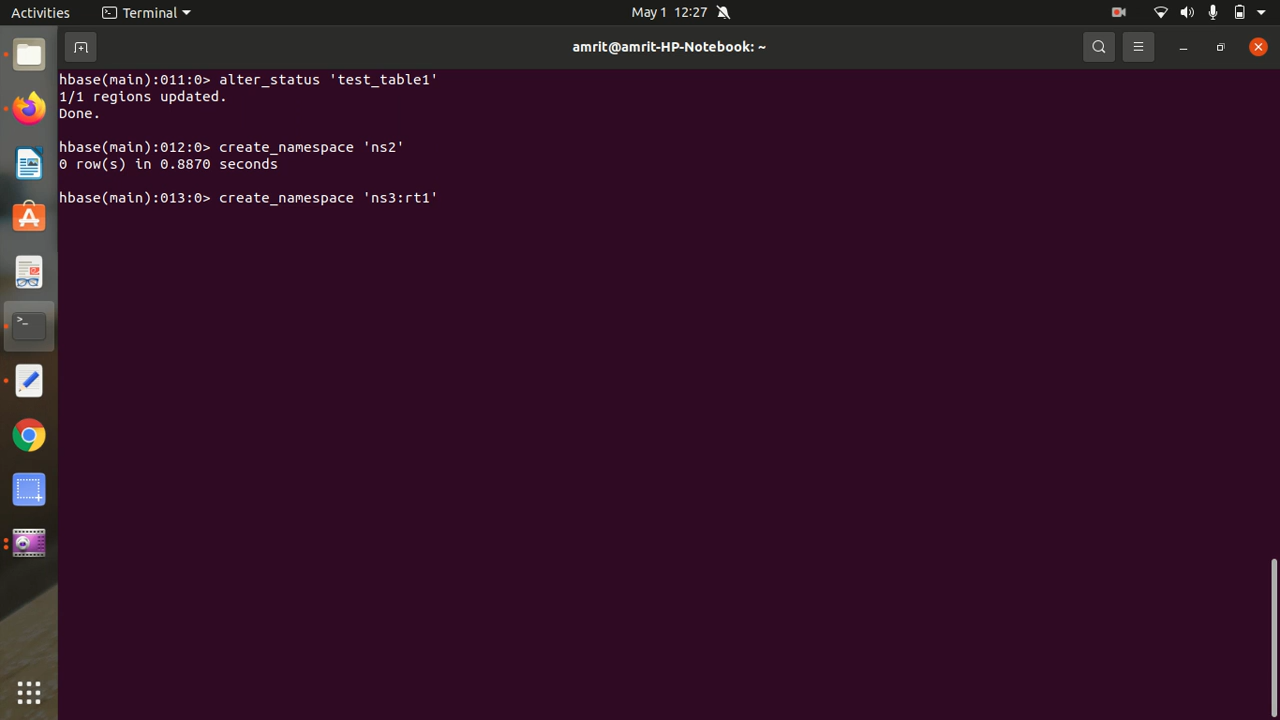 Activities
Terminal
May 1 12:27
amrit@amrit-HP-Notebook: ~
hbase(main):011:0> alter_status 'test_table1'
1/1 regions updated.
Done.
hbase(main):012:0> create_namespace 'ns2'
0 row(s) in 0.8870 seconds
hbase(main):013:0> create_namespace 'ns3:rt1'